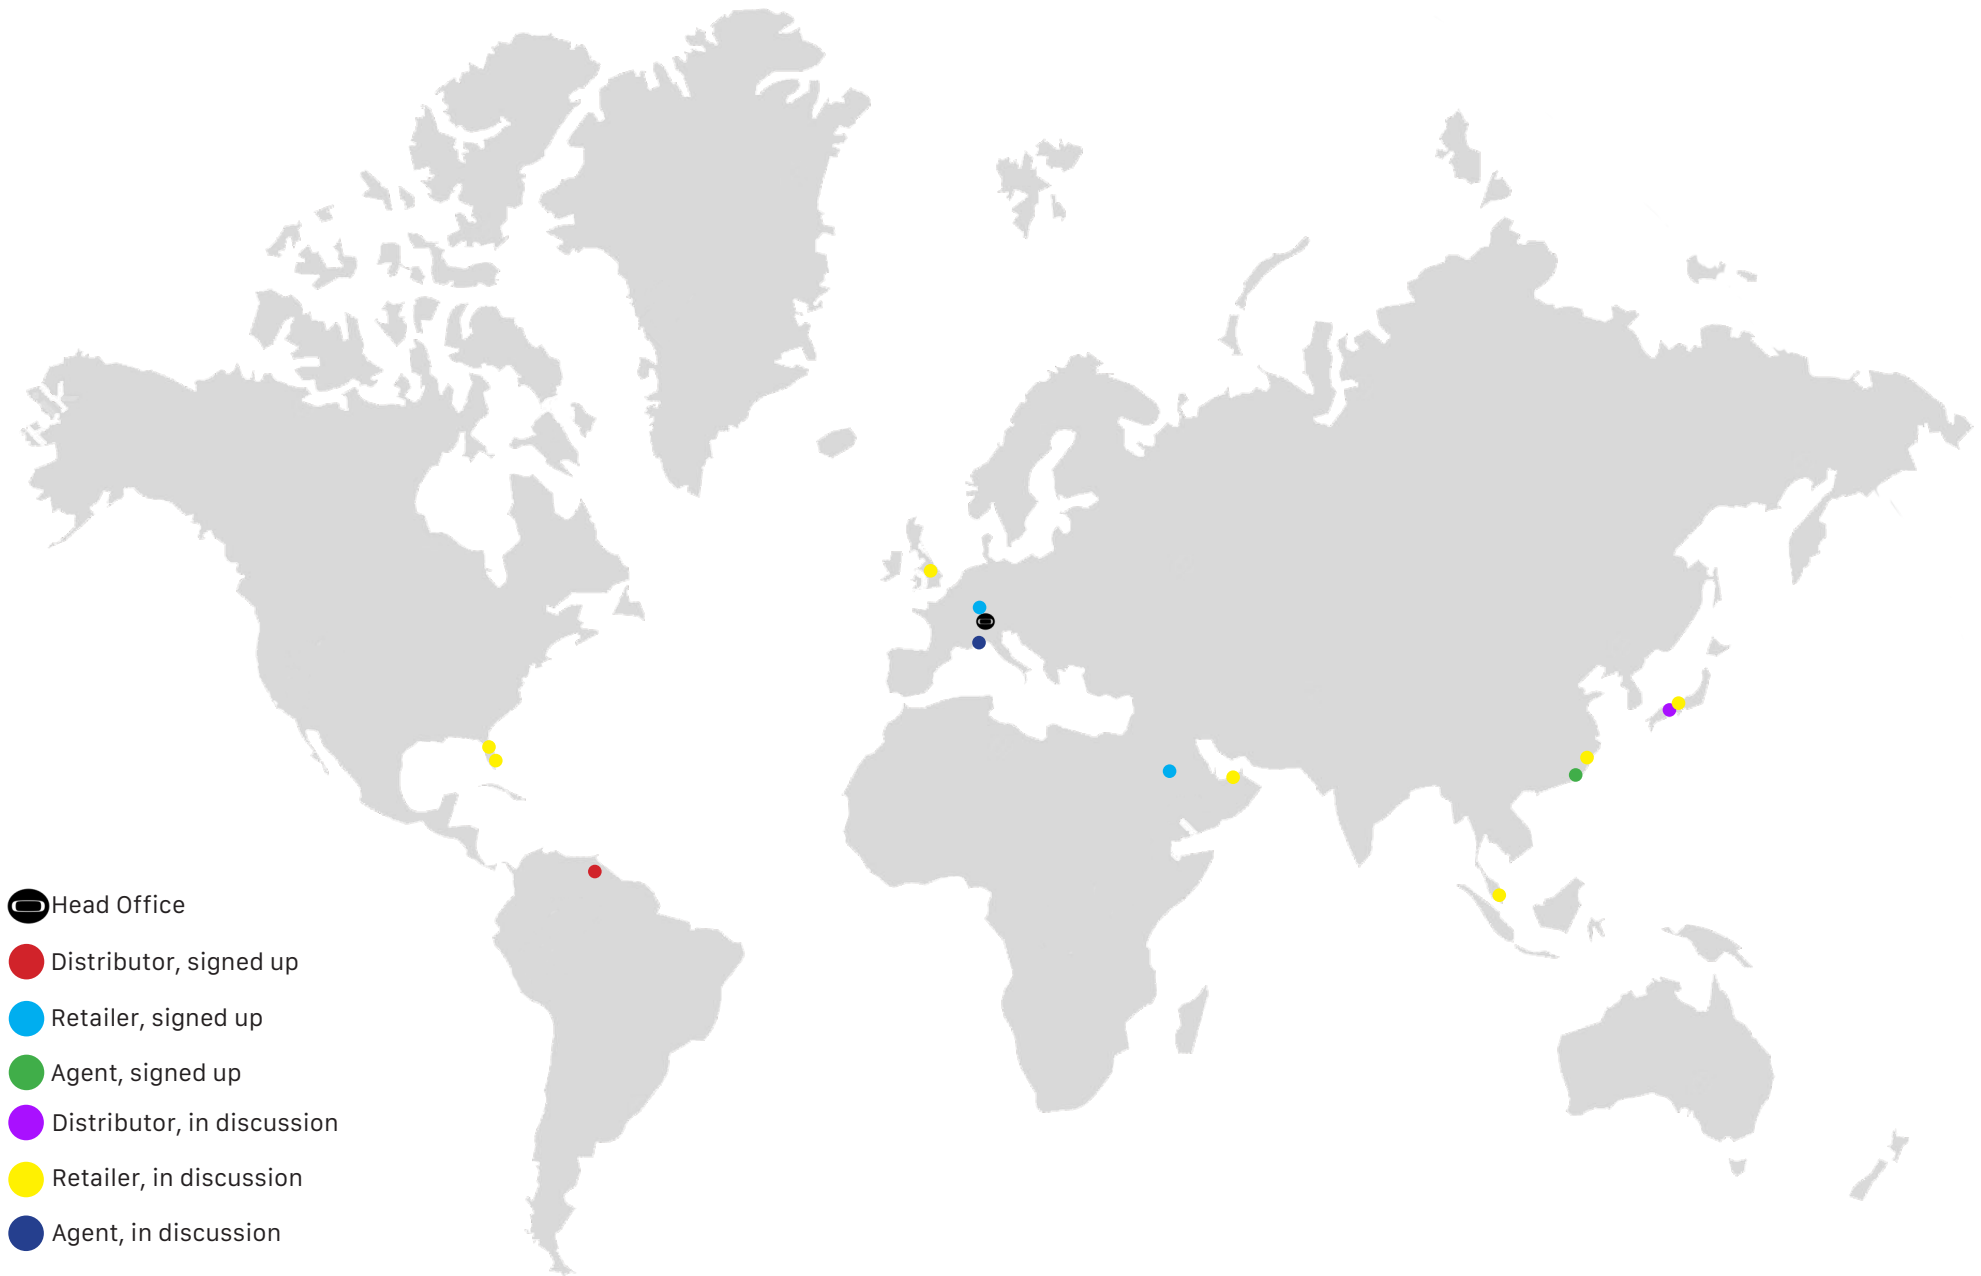 Head Office
Distributor, signed up
Retailer, signed up
Agent, signed up
Distributor, in discussion
Retailer, in discussion
Agent, in discussion